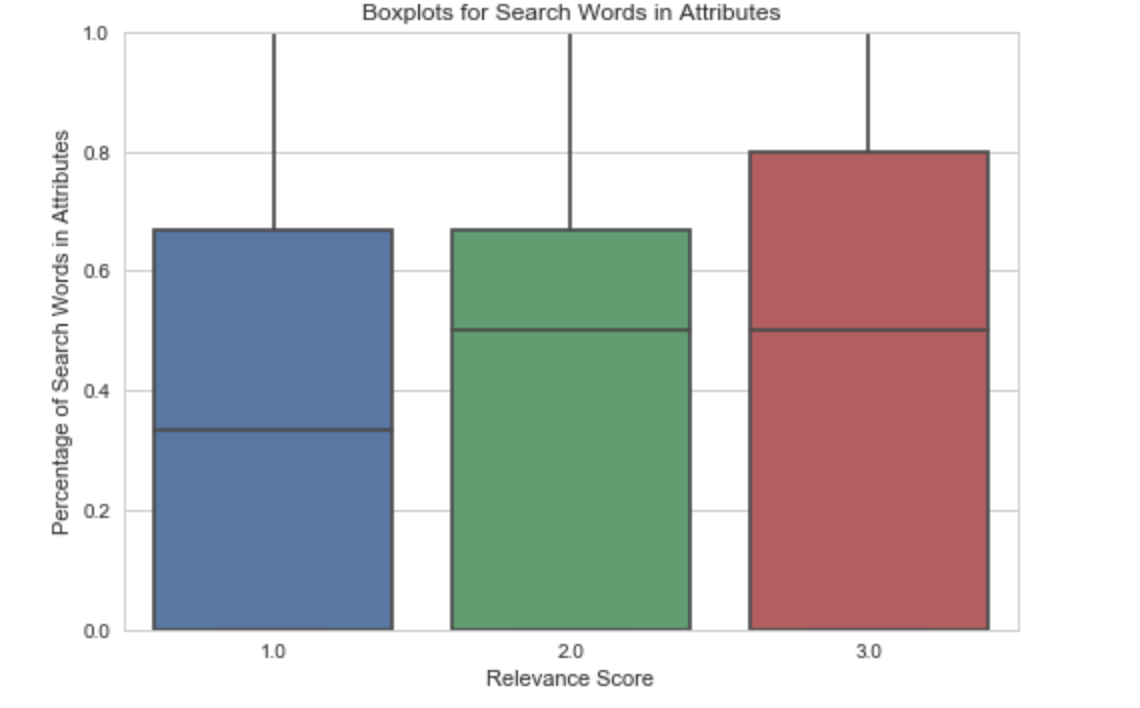 Boxplots for Search Words in Attributes
Percentage of Search Words in Attributes
1.0
0.8
0.6
0.4
0.2
0.0
1.0 2.0 3.0
Relevance Score